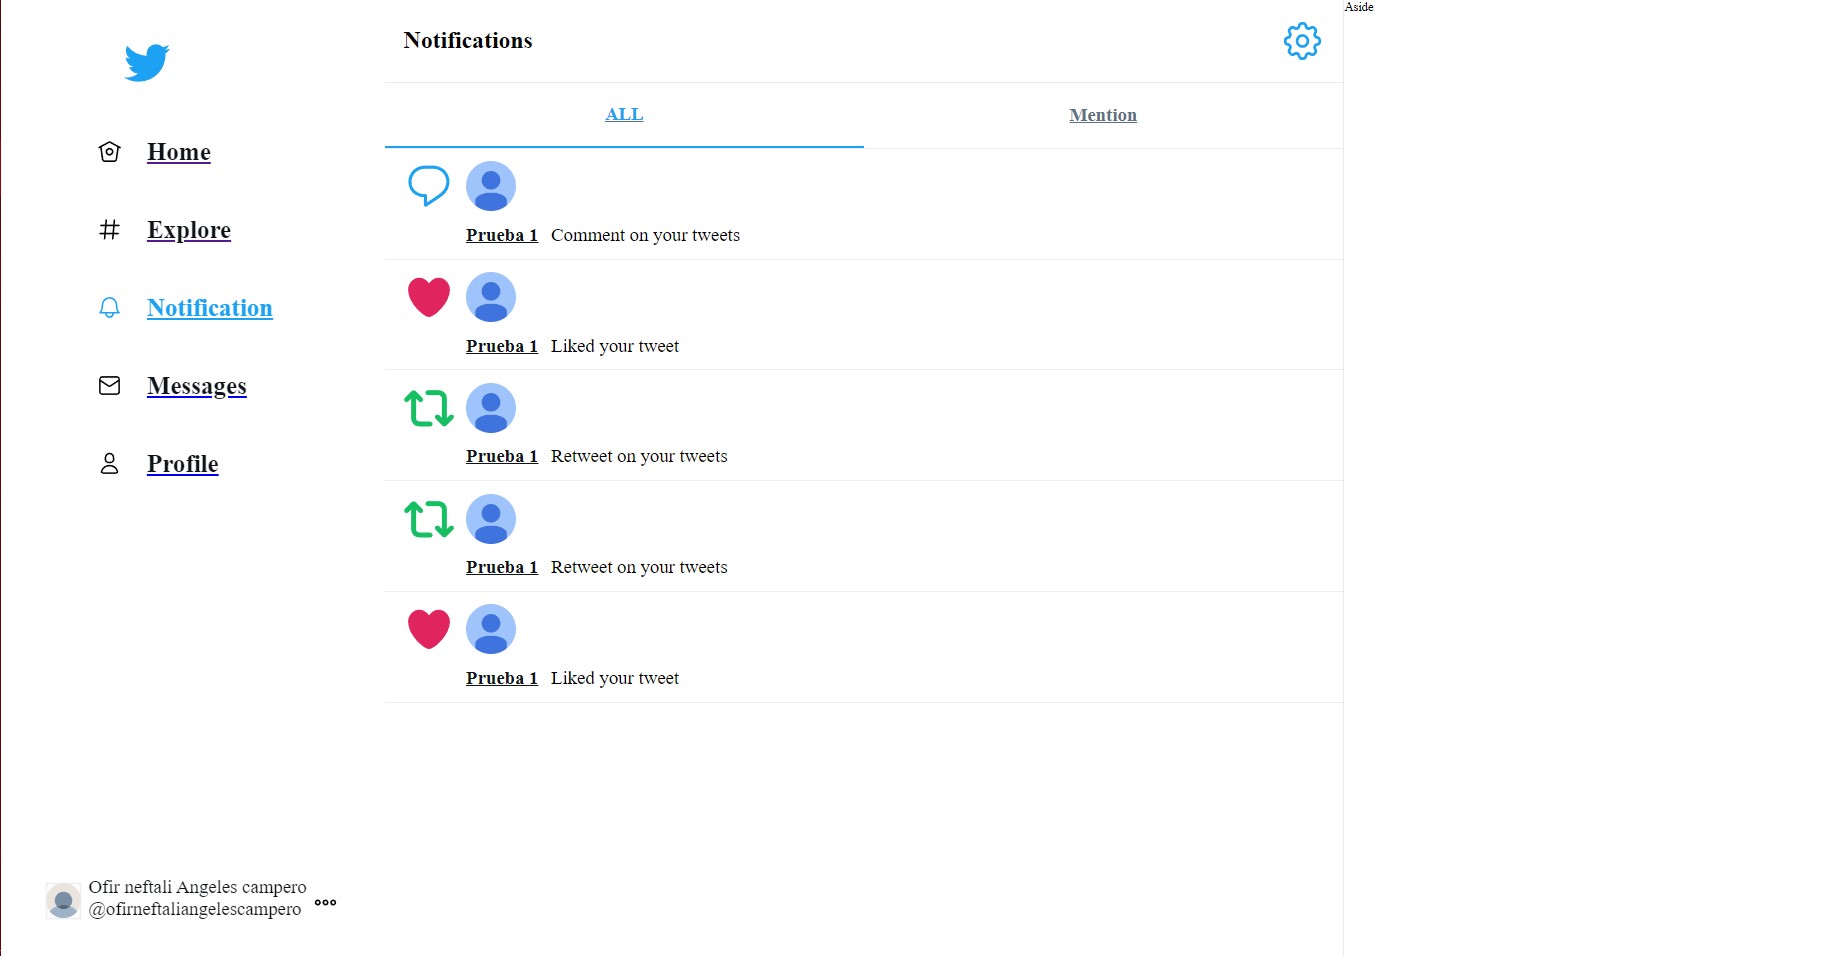 Home
Explore
Notification
Messages
Profile
Ofir neftali Angeles campero
@ofirneftaliangelescampero
Notifications
ALL
Mention
Prueba 1 Comment on your tweets
Prueba 1 Liked your tweet
Prueba 1 Retweet on your tweets
Prueba 1 Retweet on your tweets
Prueba 1 Liked your tweet
Aside